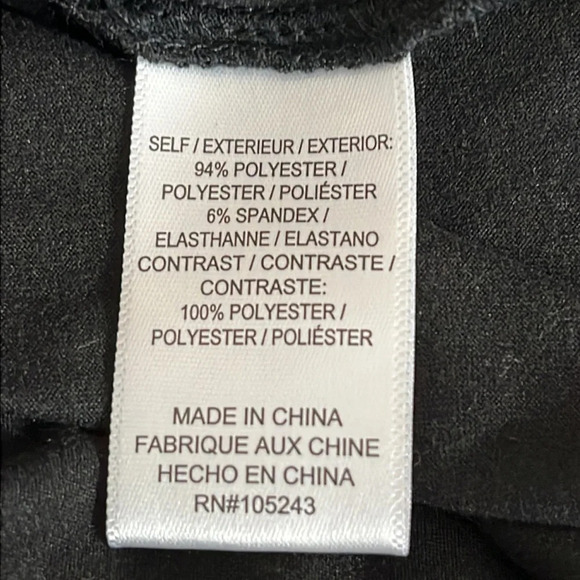 SELF / EXTERIEUR / EXTERIOR:
94% POLYESTER /
POLYESTER / POLIÉSTER
6% SPANDEX /
ELASTHANNE / ELASTANO
CONTRAST / CONTRASTE /
CONTRASTE:
100% POLYESTER /
POLYESTER / POLIÉSTER
MADE IN CHINA
FABRIQUE AUX CHINE
HECHO EN CHINA
RN#105243